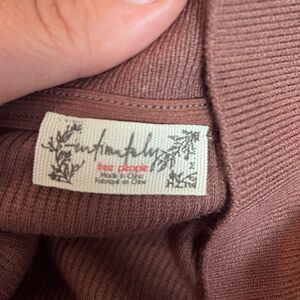 intimately
free people
Made in China
Fabriqué en Chine
M